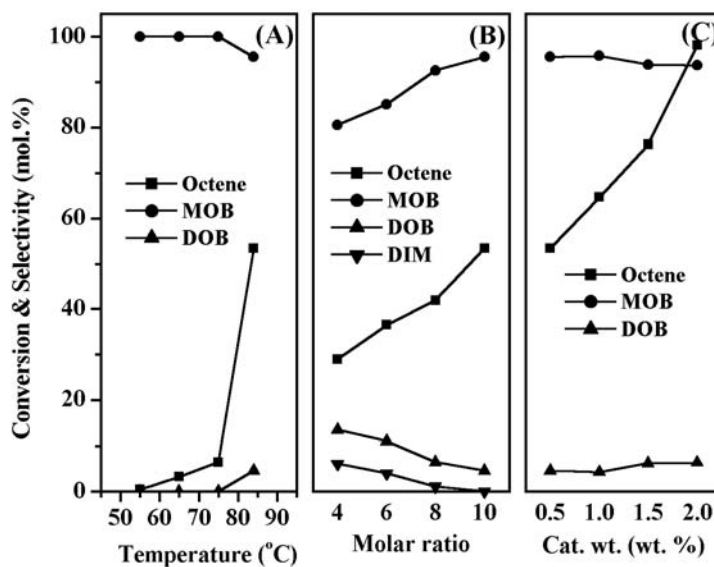 Conversion & Selectivity (mol.%)
100
80
60
40
20
0
(A)
Octene
MOB
DOB
50 60 70 80 90
Temperature (°C)
(B)
Octene
MOB
DOB
DIM
4 6 8 10
Molar ratio
(C)
Octene
MOB
DOB
0.5 1.0 1.5 2.0
Cat. wt. (wt. %)